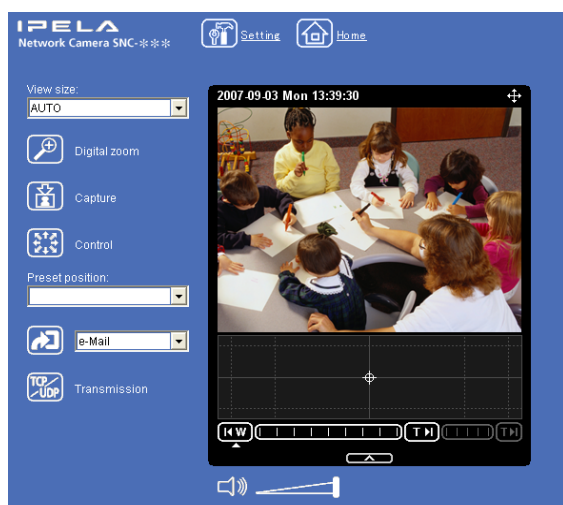 IPELA
Network Camera SNC-***
Setting
Home
View size:
AUTO
Digital zoom
Capture
Control
Preset position:
e-Mail
TCP/UDP
Transmission
2007-09-03 Mon 13:39:30
W
T
T